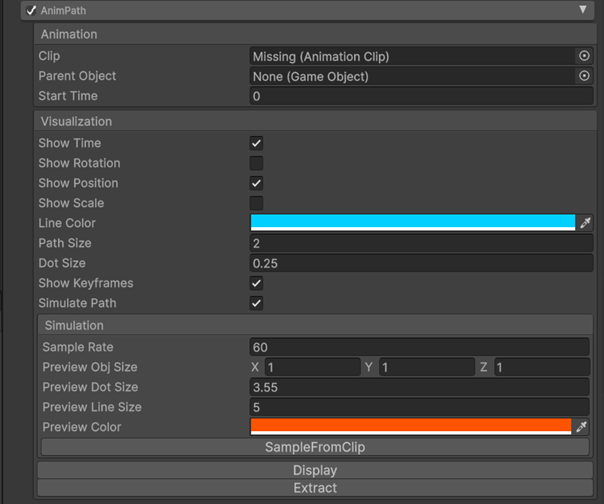 AnimPath
Animation
Clip Missing (Animation Clip)
Parent Object None (Game Object)
Start Time 0
Visualization
Show Time
Show Rotation
Show Position
Show Scale
Line Color
Path Size 2
Dot Size 0.25
Show Keyframes
Simulate Path
Simulation
Sample Rate 60
Preview Obj Size X 1 Y 1 Z 1
Preview Dot Size 3.55
Preview Line Size 5
Preview Color
SampleFromClip
Display
Extract